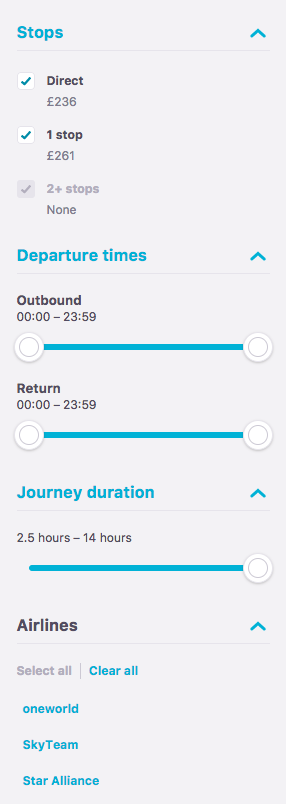 Stops
Direct
£236
1 stop
£261
2+ stops
None
Departure times
Outbound
00:00 – 23:59
Return
00:00 – 23:59
Journey duration
2.5 hours – 14 hours
Airlines
Select all | Clear all
oneworld
SkyTeam
Star Alliance